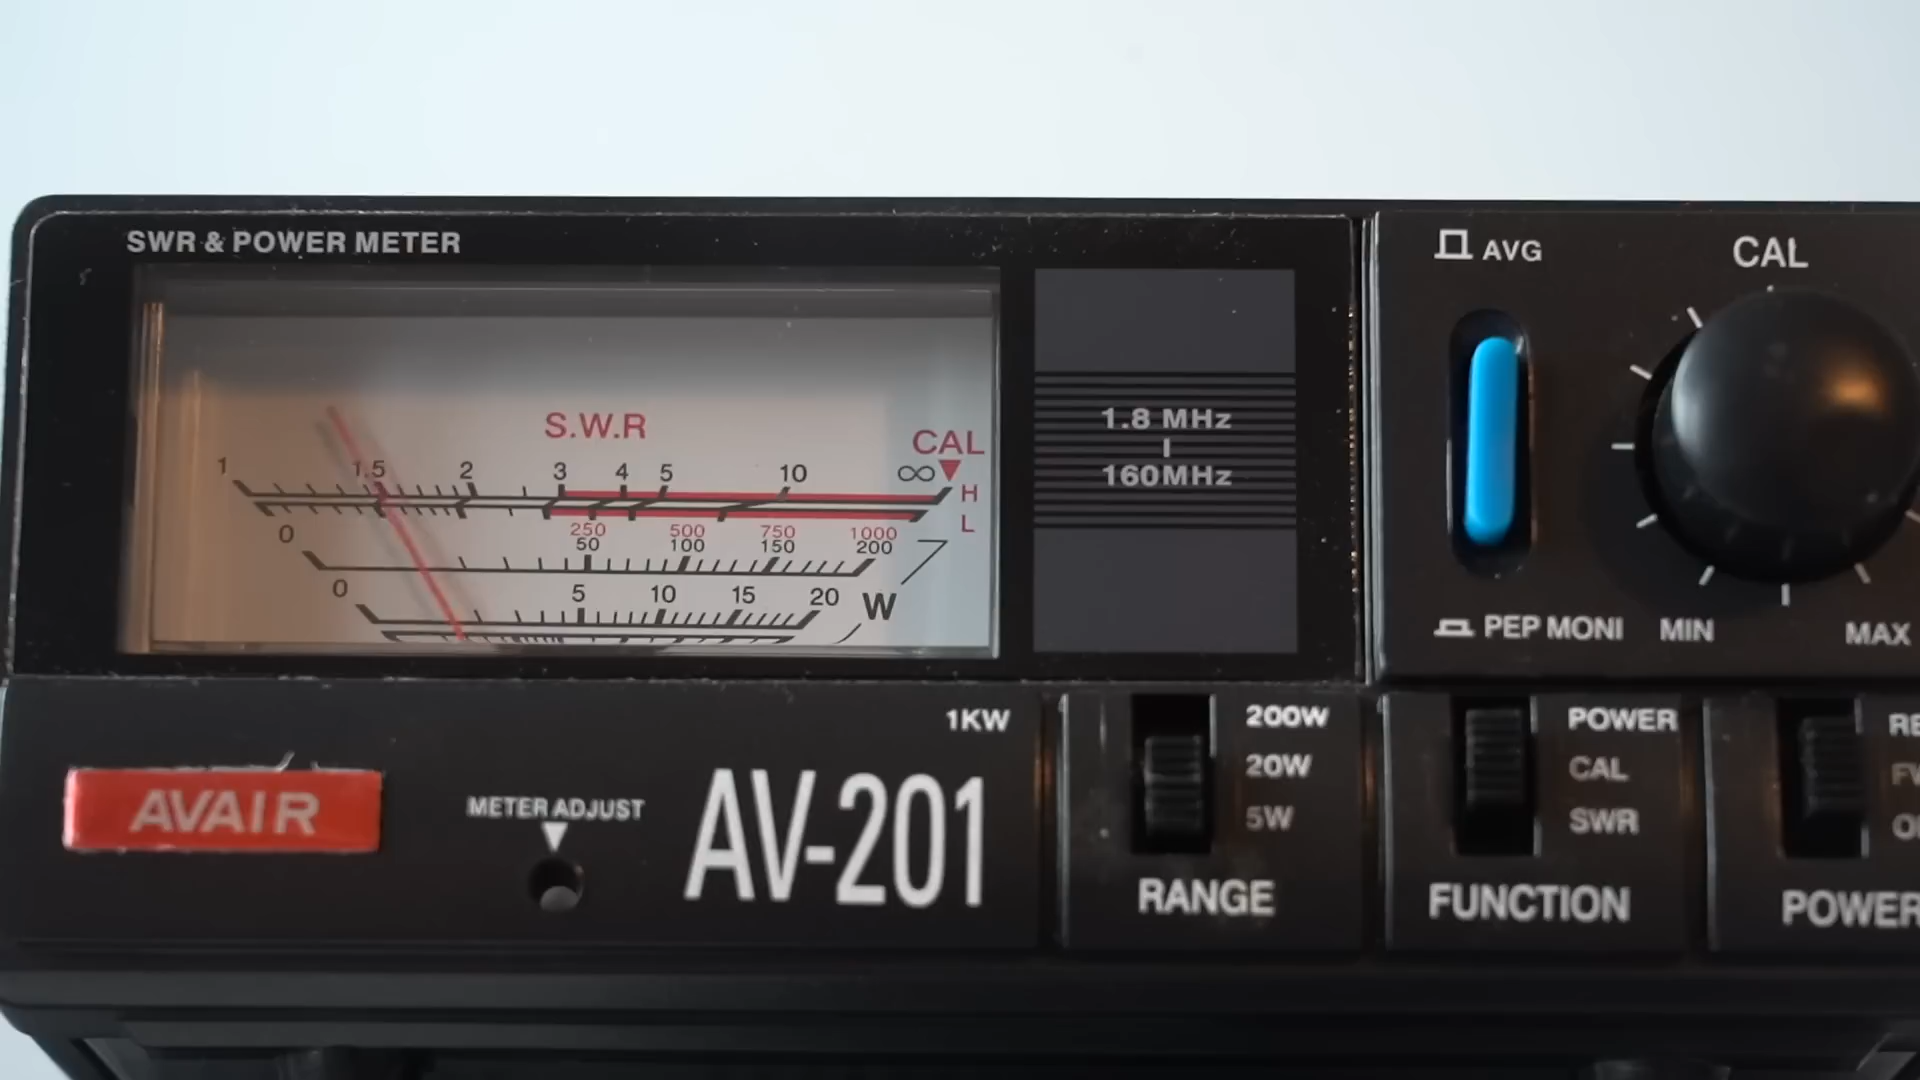 SWR & POWER METER
AVG
CAL
S.W.R
CAL
1 1.5 2 3 4 5 10 ∞
H
L
0 250 500 750 1000
50 100 150 200
0 5 10 15 20
W
1.8 MHz
160MHz
PEP MONI
MIN
MAX
1KW
200W
20W
5W
RANGE
POWER
CAL
SWR
FUNCTION
POWER
AVAIR
METER ADJUST
AV-201